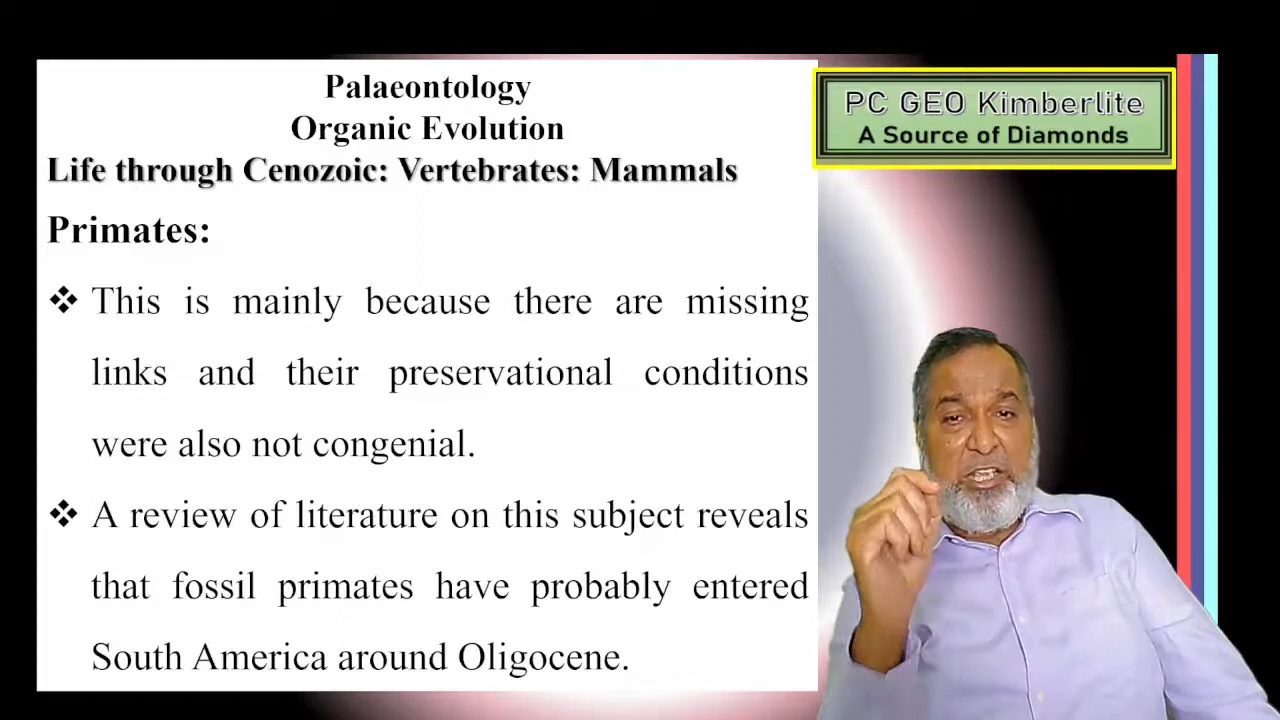 Palaeontology
Organic Evolution
Life through Cenozoic: Vertebrates: Mammals
Primates:
❖ This is mainly because there are missing
links and their preservational conditions
were also not congenial.
❖ A review of literature on this subject reveals
that fossil primates have probably entered
South America around Oligocene.
PC GEO Kimberlite
A Source of Diamonds